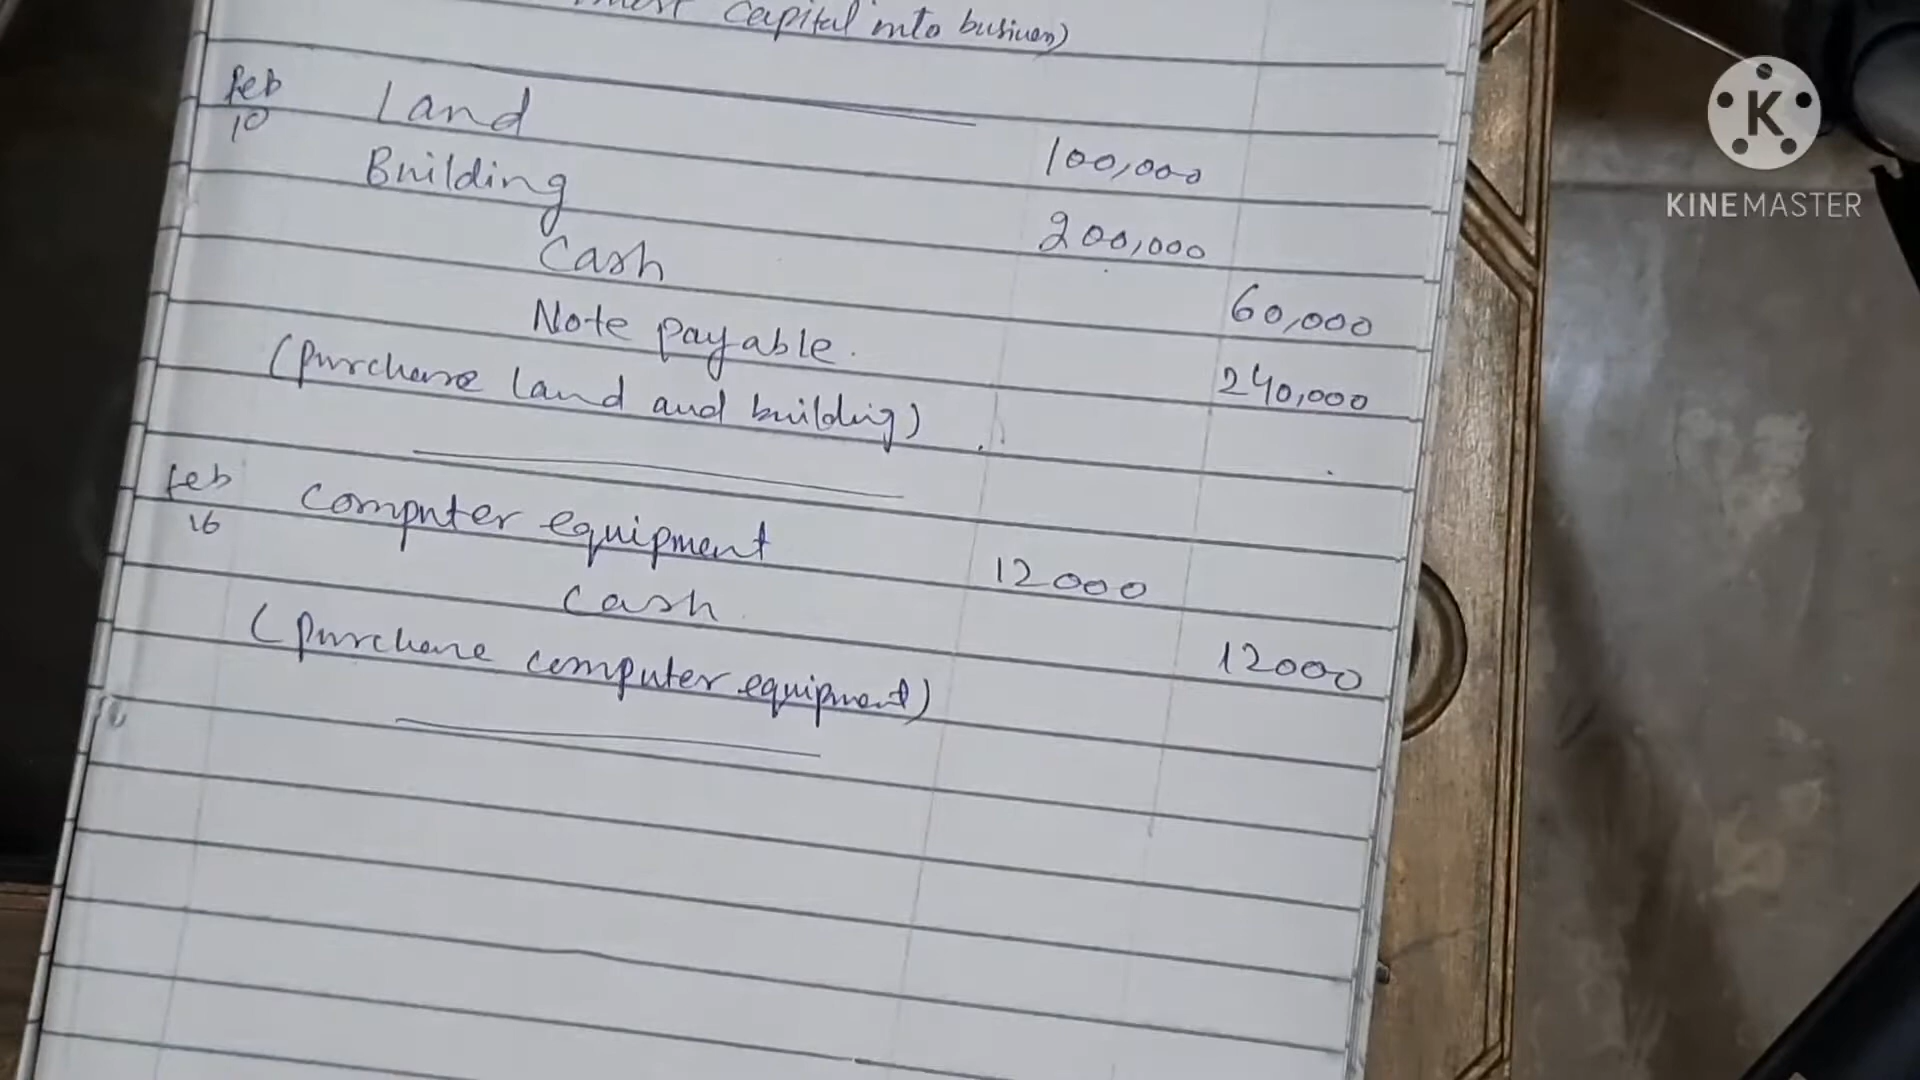 capital into business)
Feb
10
Land
100,000
Building
200,000
Cash
60,000
Note payable.
240,000
(purchase land and building)
Feb
16
Computer equipment
12000
Cash
12000
(purchase computer equipment)
K
KINEMASTER